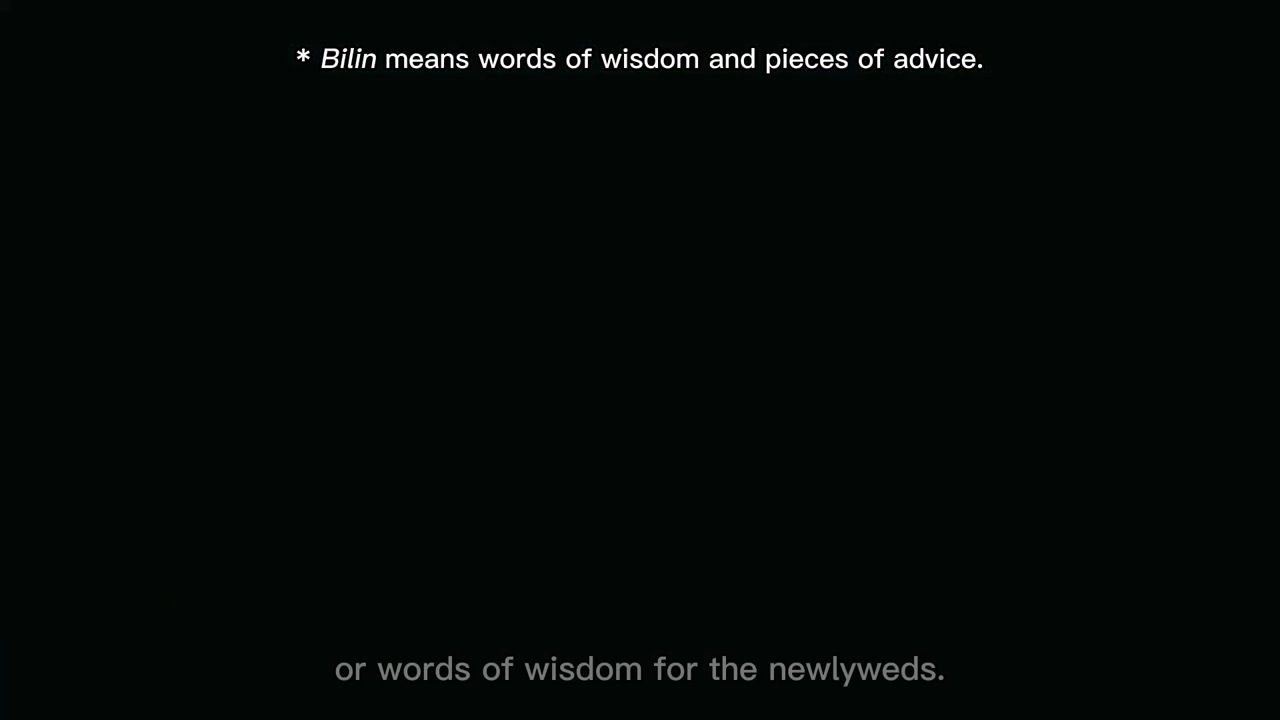 * Bilin means words of wisdom and pieces of advice.
or words of wisdom for the newlyweds.